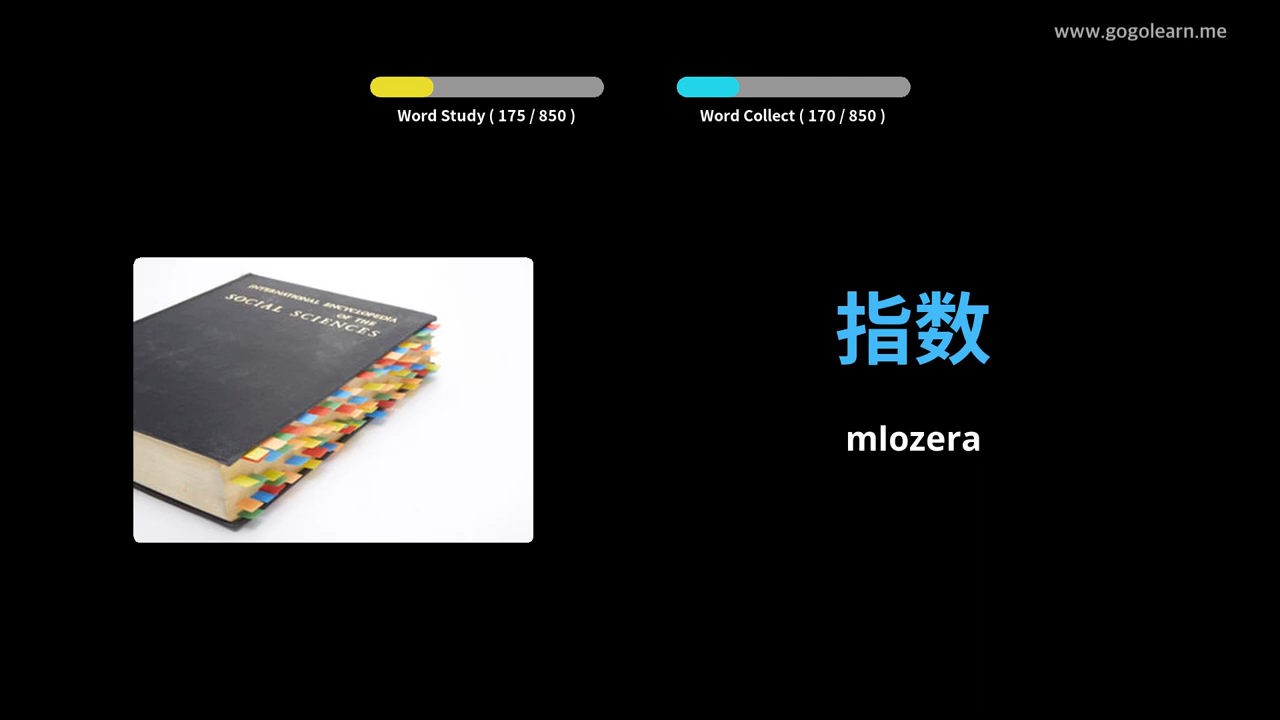 www.gogolearn.me
Word Study ( 175 / 850 )
Word Collect ( 170 / 850 )
INTERNATIONAL ENCYCLOPEDIA
OF THE
SOCIAL SCIENCES
指数
mlozera